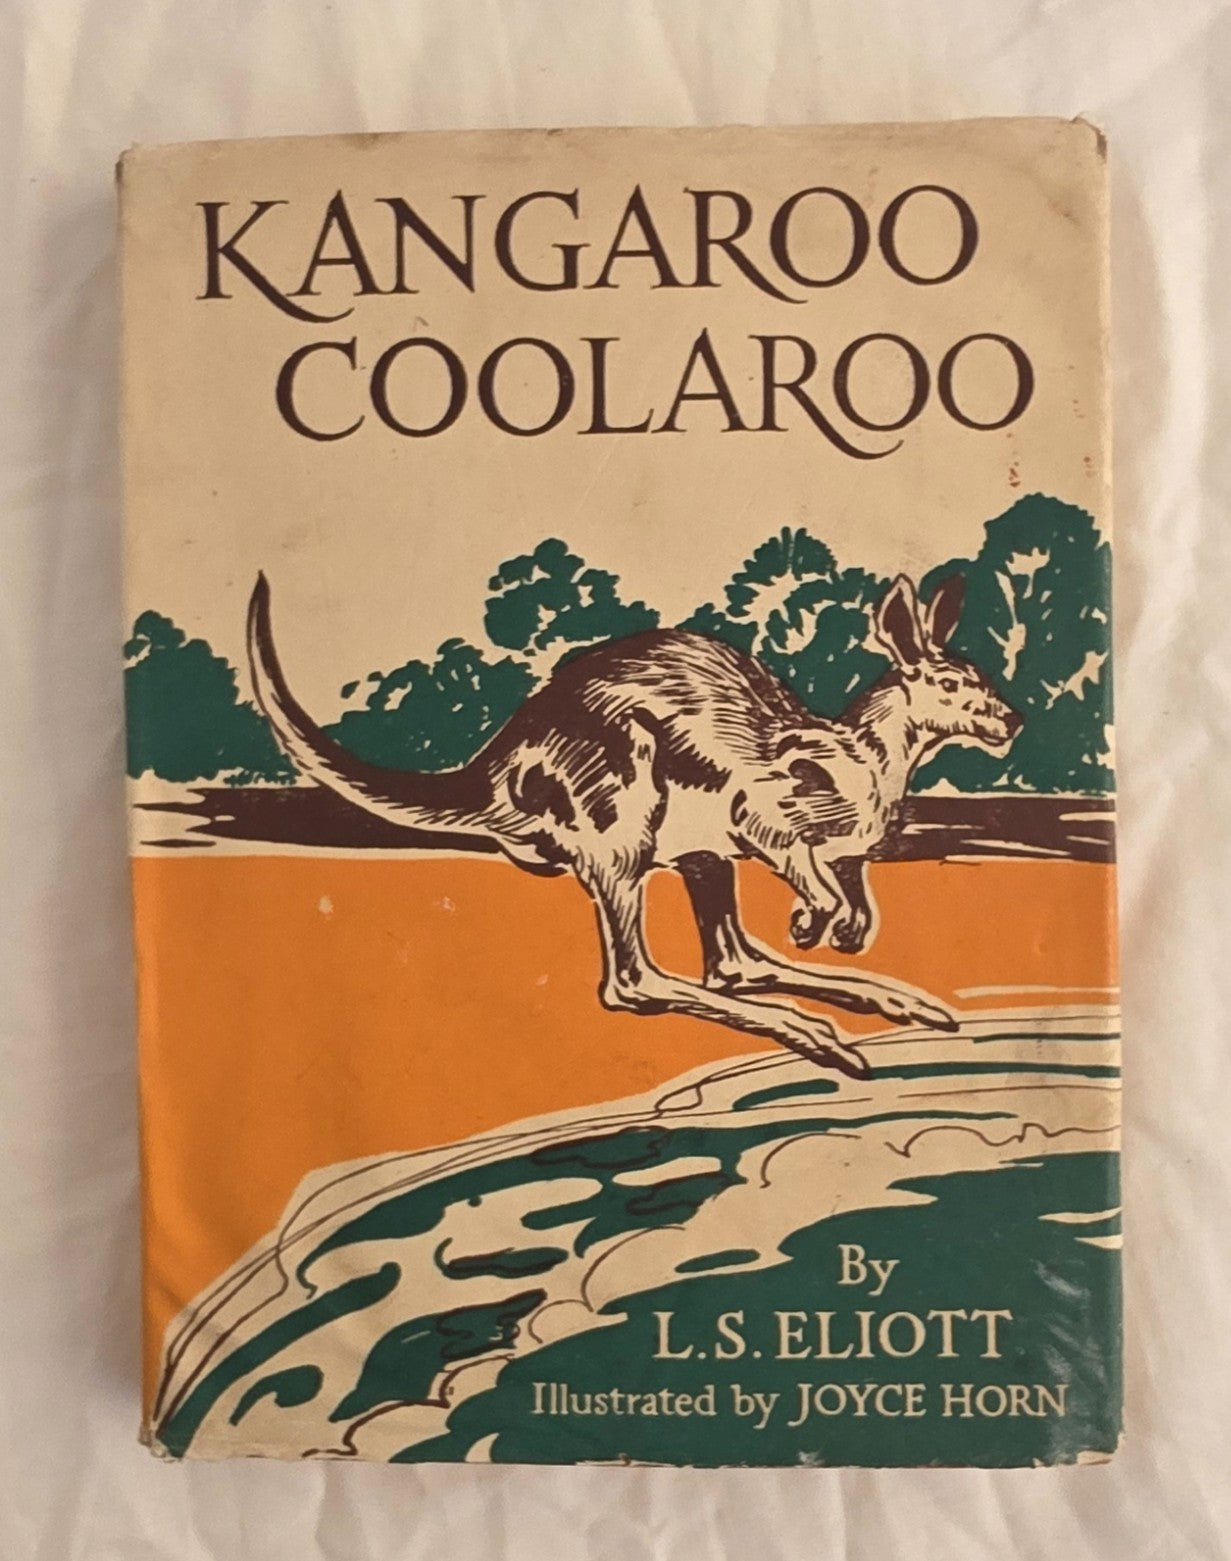 KANGAROO
COOLAROO
By
L.S. ELIOTT
Illustrated by JOYCE HORN